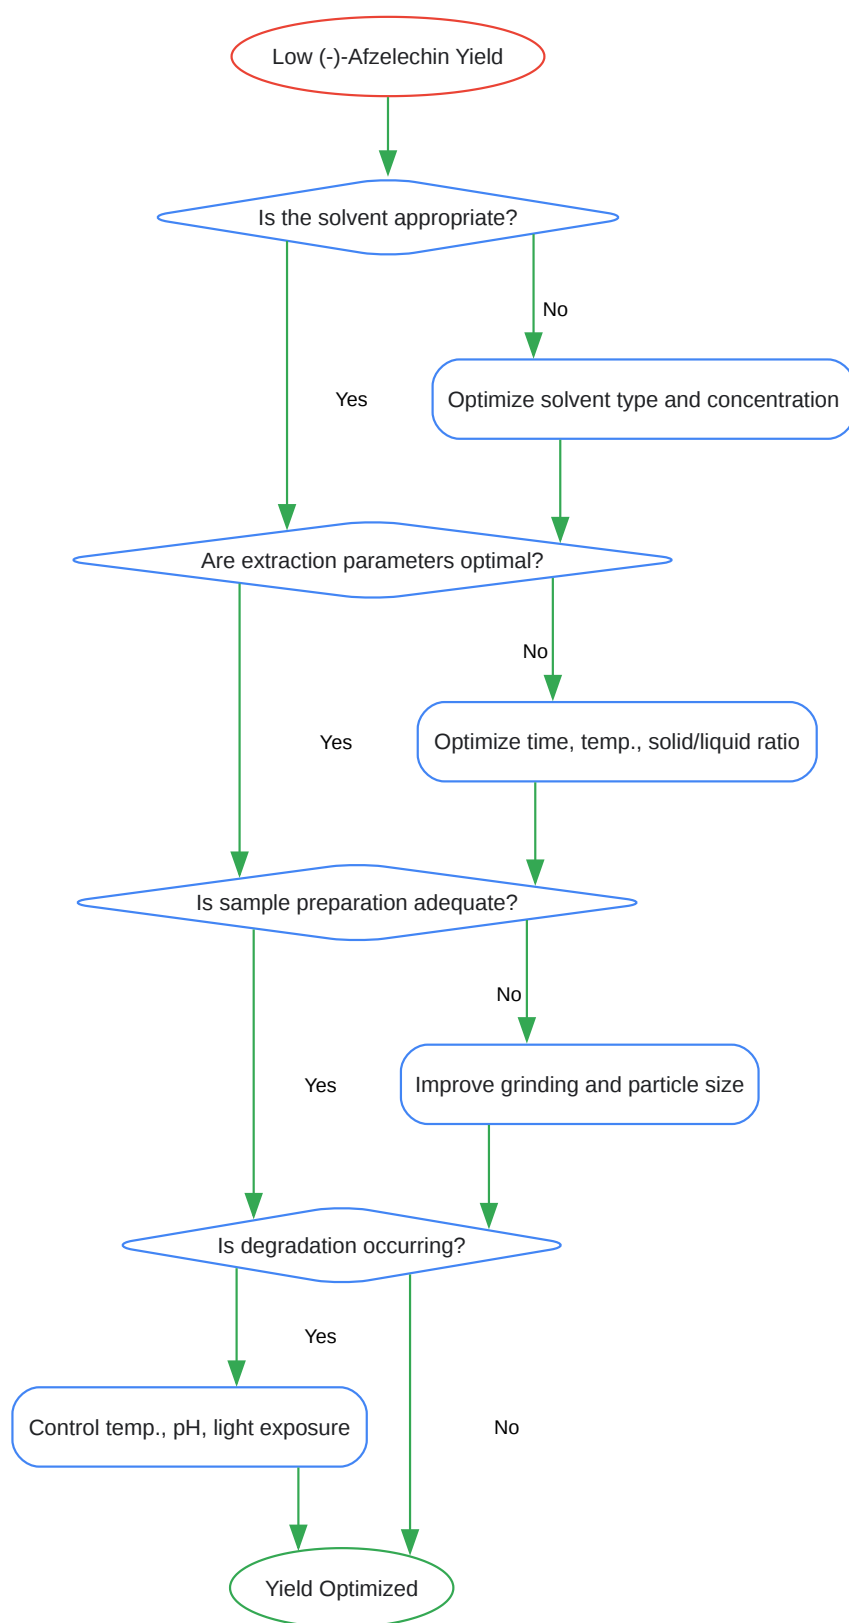 Low (-)-Afzelechin Yield
Is the solvent appropriate?
No
Yes
Optimize solvent type and concentration
Are extraction parameters optimal?
No
Yes
Optimize time, temp., solid/liquid ratio
Is sample preparation adequate?
No
Yes
Improve grinding and particle size
Is degradation occurring?
Yes
Control temp., pH, light exposure
No
Yield Optimized